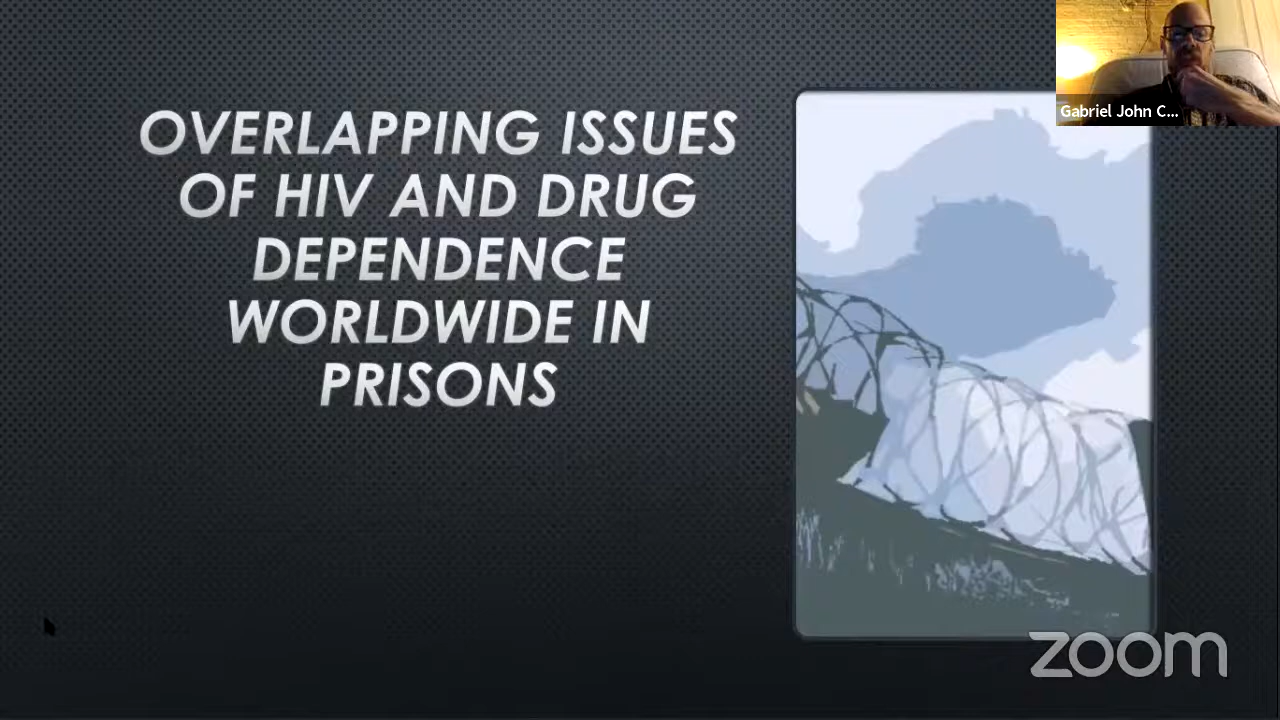 OVERLAPPING ISSUES
OF HIV AND DRUG
DEPENDENCE
WORLDWIDE IN
PRISONS
Gabriel John C...
zoom